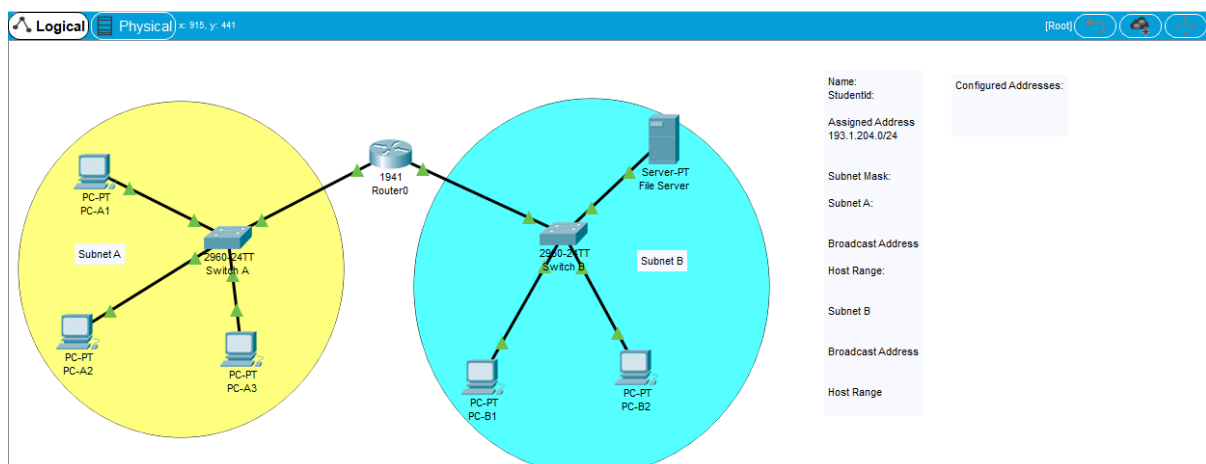 Logical
Physical
x: 915, y: 441
[Root]
Name:
StudentId:
Assigned Address
193.1.204.0/24
Subnet Mask:
Subnet A:
Broadcast Address
Host Range:
Subnet B
Broadcast Address
Host Range
Configured Addresses:
PC-PT
PC-A1
Subnet A
2960-24TT
Switch A
PC-PT
PC-A2
PC-PT
PC-A3
1941
Router0
Server-PT
File Server
2960-24TT
Switch B
Subnet B
PC-PT
PC-B1
PC-PT
PC-B2